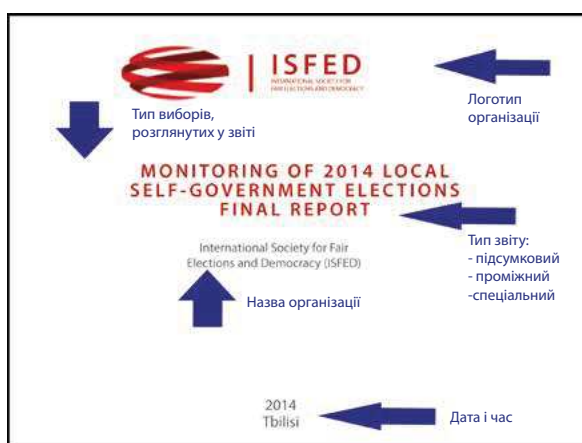 ISFED
INTERNATIONAL SOCIETY FOR
FAIR ELECTIONS AND DEMOCRACY
Логотип
організації
Тип виборів,
розглянутих у звіті
MONITORING OF 2014 LOCAL
SELF-GOVERNMENT ELECTIONS
FINAL REPORT
International Society for Fair
Elections and Democracy (ISFED)
Тип звіту:
- підсумковий
- проміжний
-спеціальний
Назва організації
2014
Tbilisi
Дата і час